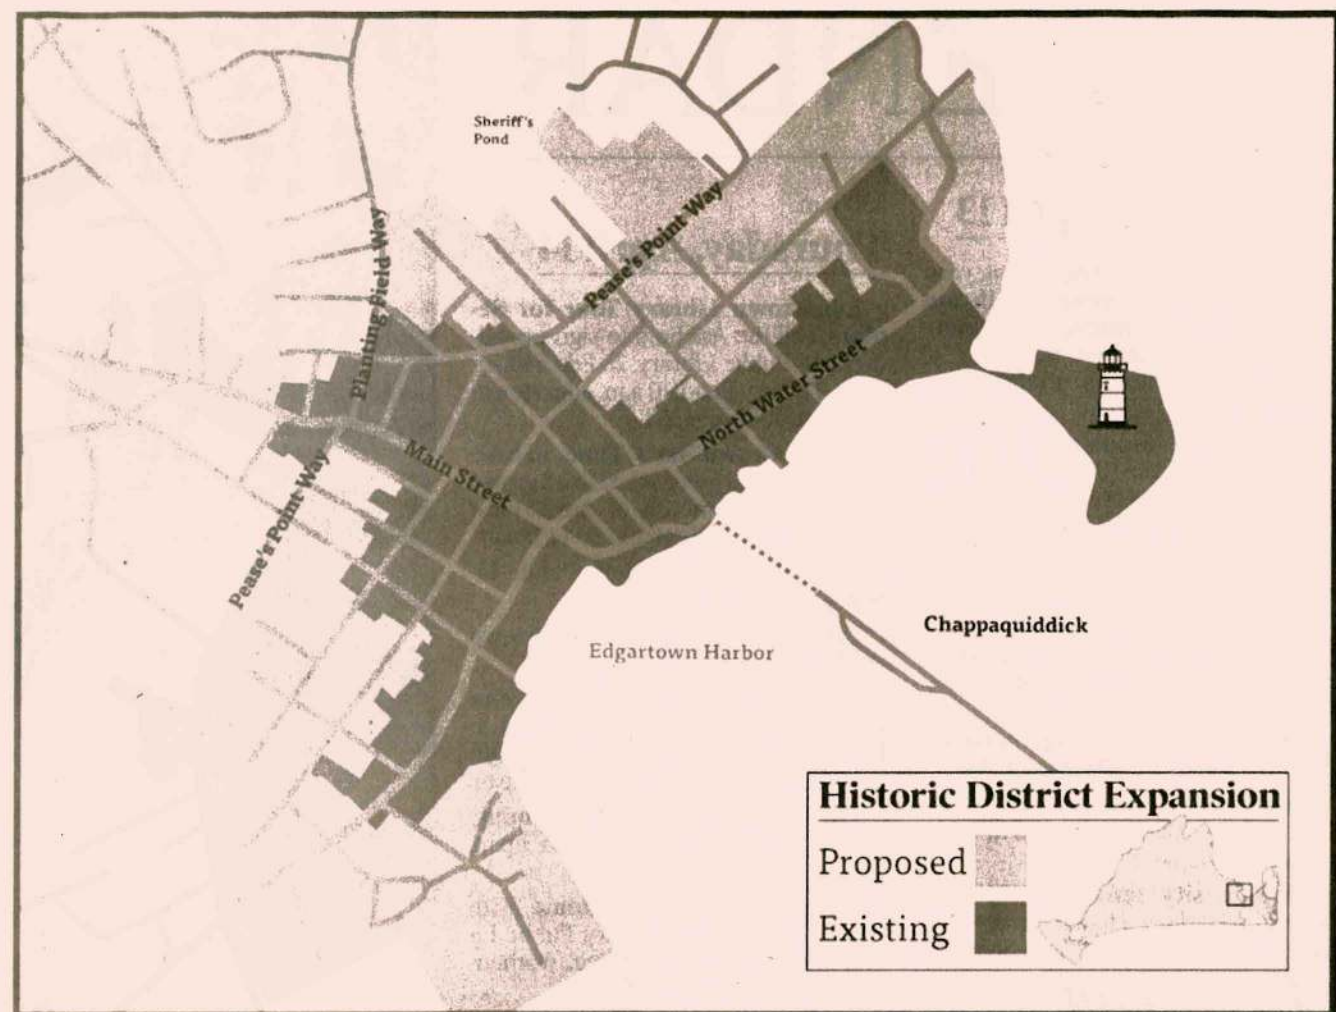 Sheriff's
Pond
Planting Field Way
Pease's Point Way
North Water Street
Main Street
Pease's Point Way
Edgartown Harbor
Chappaquiddick
Historic District Expansion
Proposed
Existing